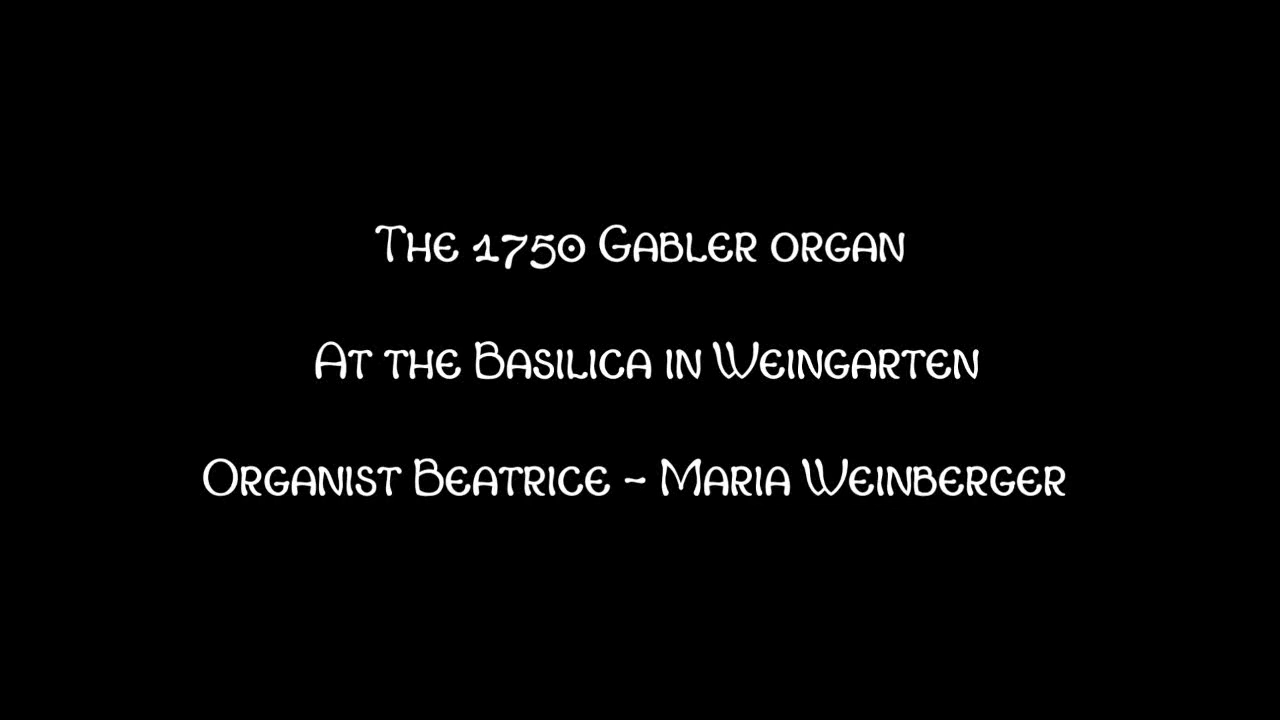 The 1750 Gabler organ
At the Basilica in Weingarten
Organist Beatrice - Maria Weinberger